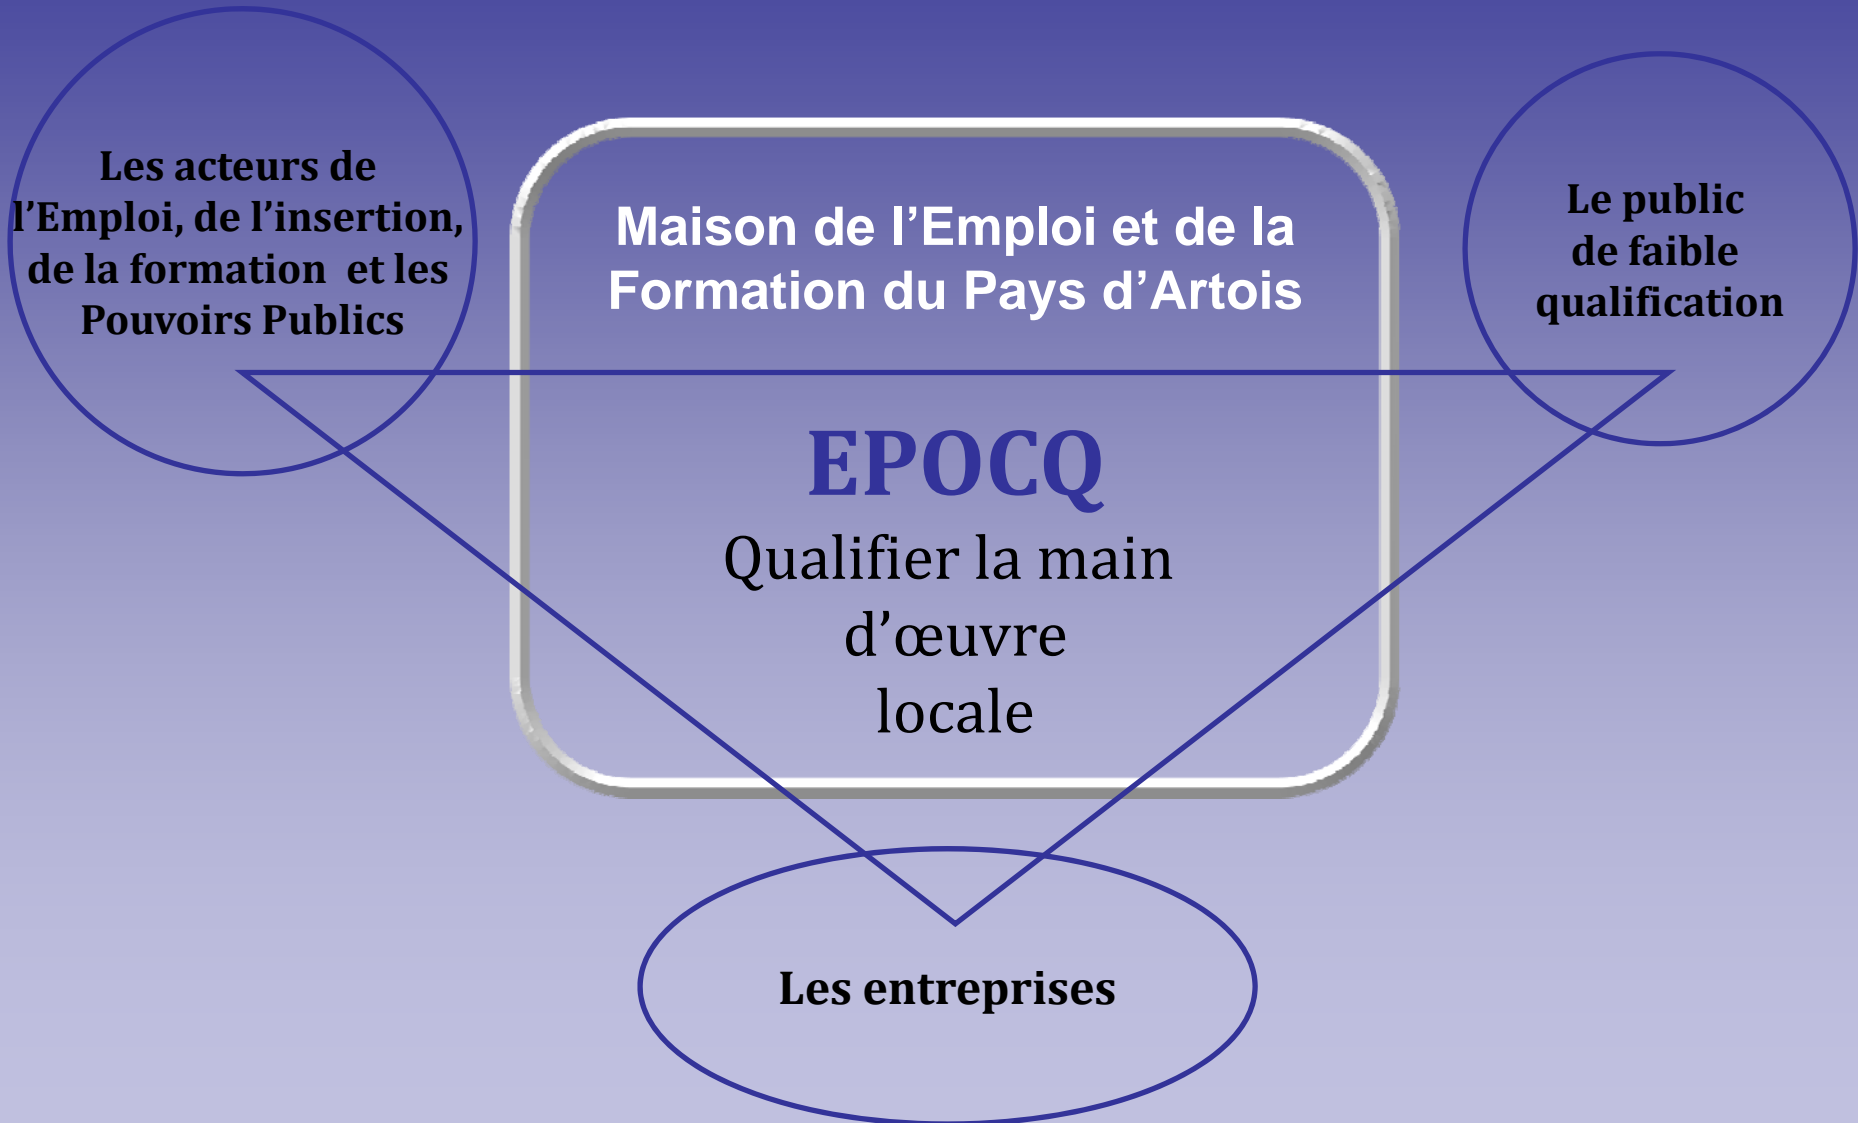 Les acteurs de
l’Emploi, de l’insertion,
de la formation  et les
Pouvoirs Publics
Maison de l’Emploi et de la
Formation du Pays d’Artois
Le public
de faible
qualification
EPOCQ
Qualifier la main
d’œuvre
locale
Les entreprises